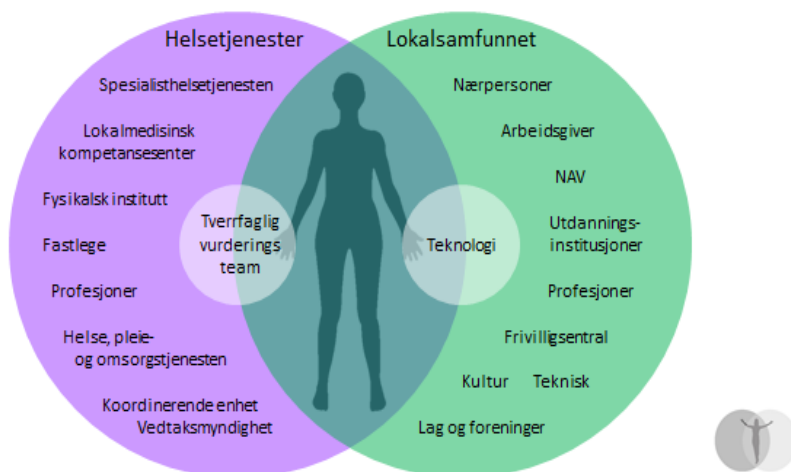 Helsetjenester
Spesialisthelsetjenesten
Lokalmedisinsk
kompetansesenter
Fysikalsk institutt
Fastlege
Profesjoner
Helse, pleie-
og omsorgstjenesten
Koordinerende enhet
Vedtaksmyndighet
Tverrfaglig
vurderings
team
Lokalsamfunnet
Nærpersoner
Arbeidsgiver
NAV
Utdannings-
institusjoner
Profesjoner
Frivilligsentral
Kultur Teknisk
Lag og foreninger
Teknologi